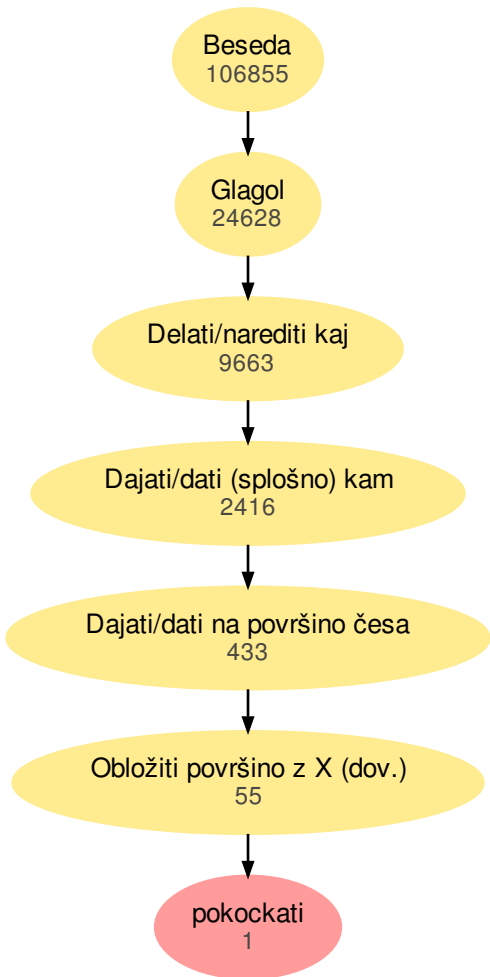 Beseda
106855
Glagol
24628
Delati/narediti kaj
9663
Dajati/dati (splošno) kam
2416
Dajati/dati na površino česa
433
Obložiti površino z X (dov.)
55
pokockati
1